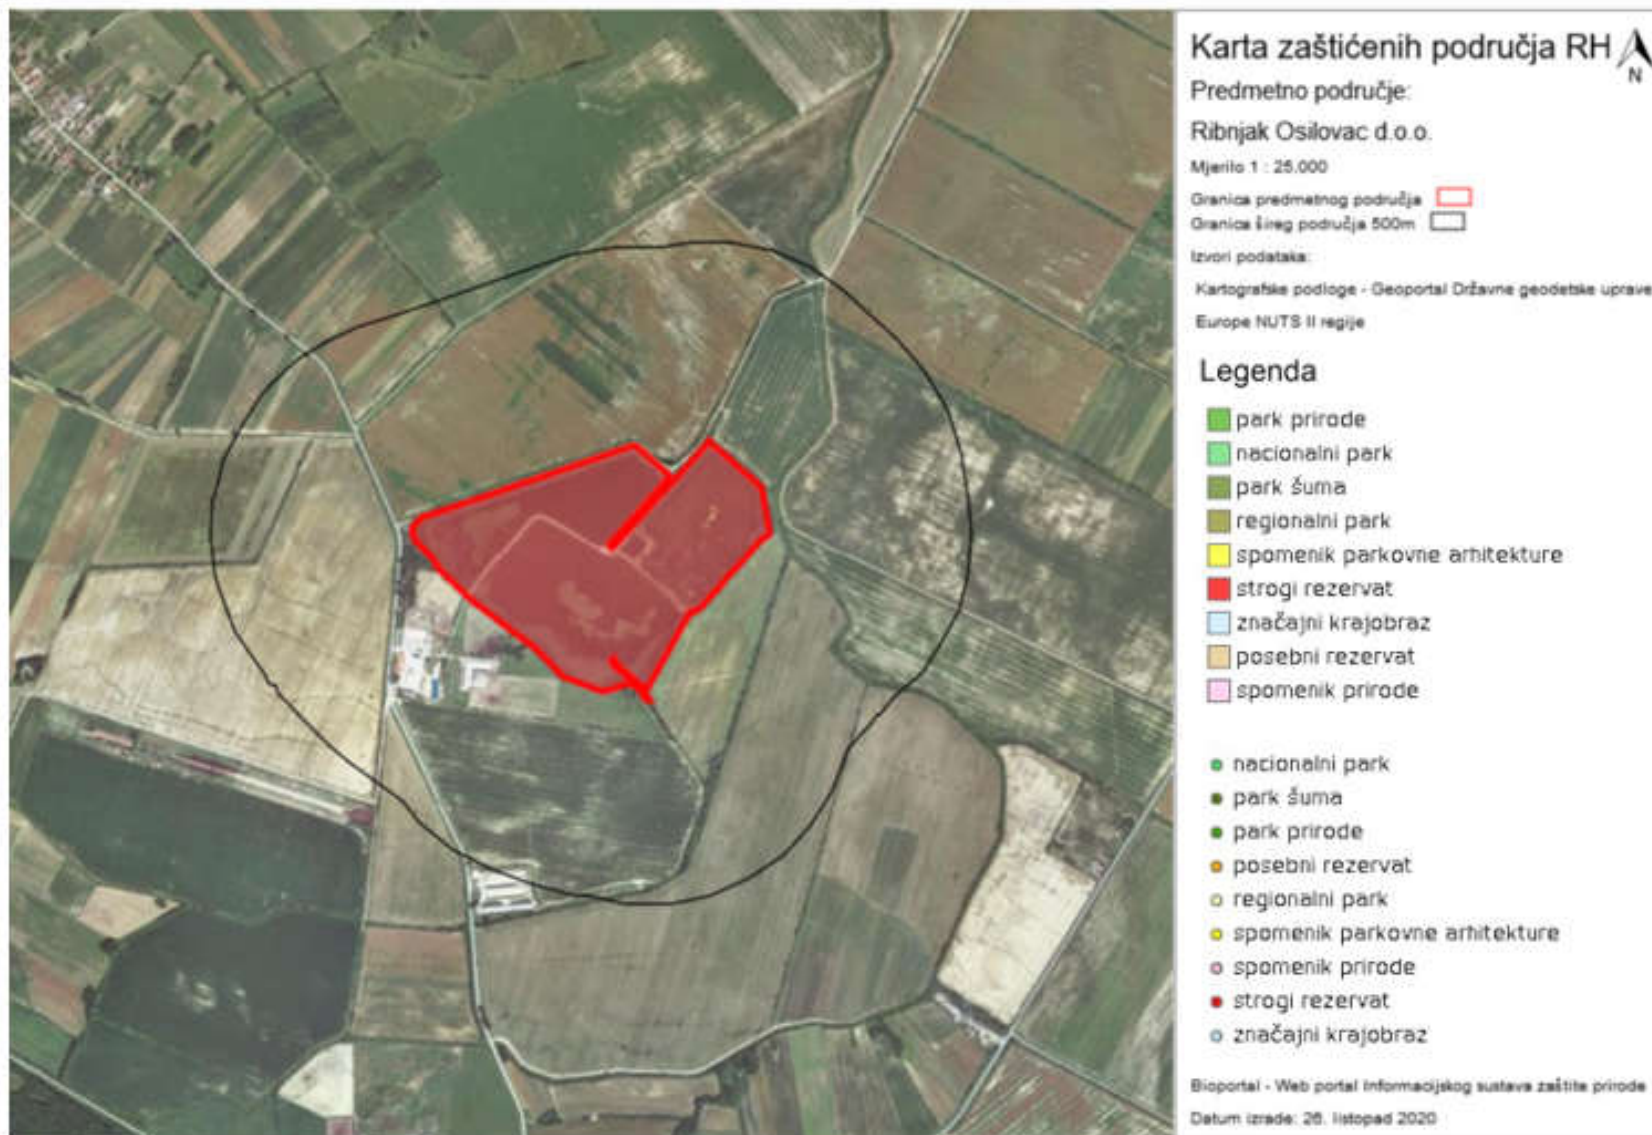 Karta zaštićenih područja RH
N
Predmetno područje:
Ribnjak Osilovac d.o.o.
Mjerilo 1 : 25.000
Granica predmetnog područja
Granica šireg područja 500m
Izvori podataka:
Kartografske podloge - Geoportal Državne geodetske uprave
Europe NUTS II regije
Legenda
park prirode
nacionalni park
park šuma
regionalni park
spomenik parkovne arhitekture
strogi rezervat
značajni krajobraz
posebni rezervat
spomenik prirode
nacionalni park
park šuma
park prirode
posebni rezervat
regionalni park
spomenik parkovne arhitekture
spomenik prirode
strogi rezervat
značajni krajobraz
Bioportal - Web portal Informacijskog sustava zaštite prirode
Datum izrade: 26. listopad 2020